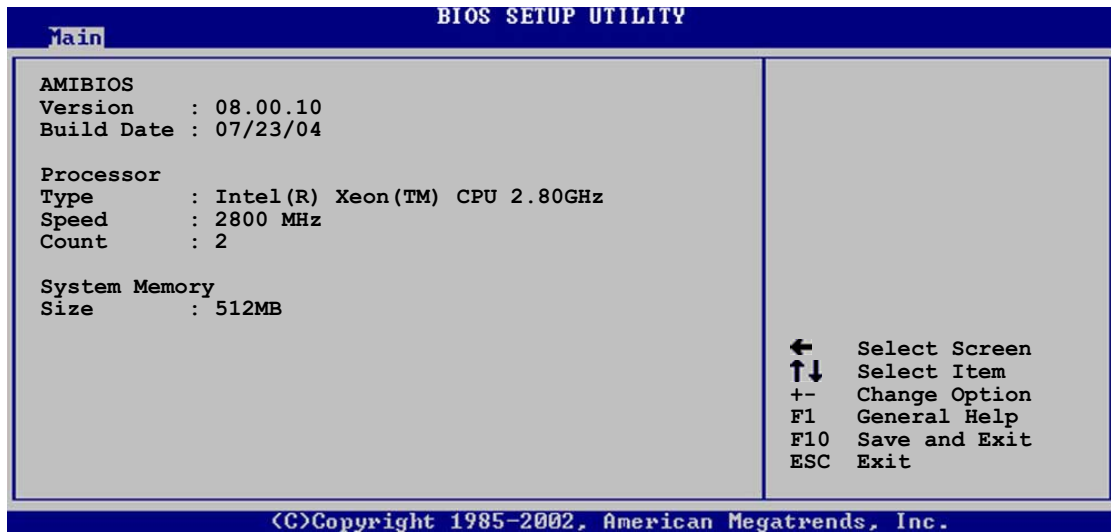 BIOS SETUP UTILITY
Main
AMIBIOS
Version : 08.00.10
Build Date : 07/23/04
Processor
Type : Intel(R) Xeon(TM) CPU 2.80GHz
Speed : 2800 MHz
Count : 2
System Memory
Size : 512MB
← Select Screen
↑↓ Select Item
+- Change Option
F1 General Help
F10 Save and Exit
ESC Exit
(C)Copyright 1985-2002, American Megatrends, Inc.